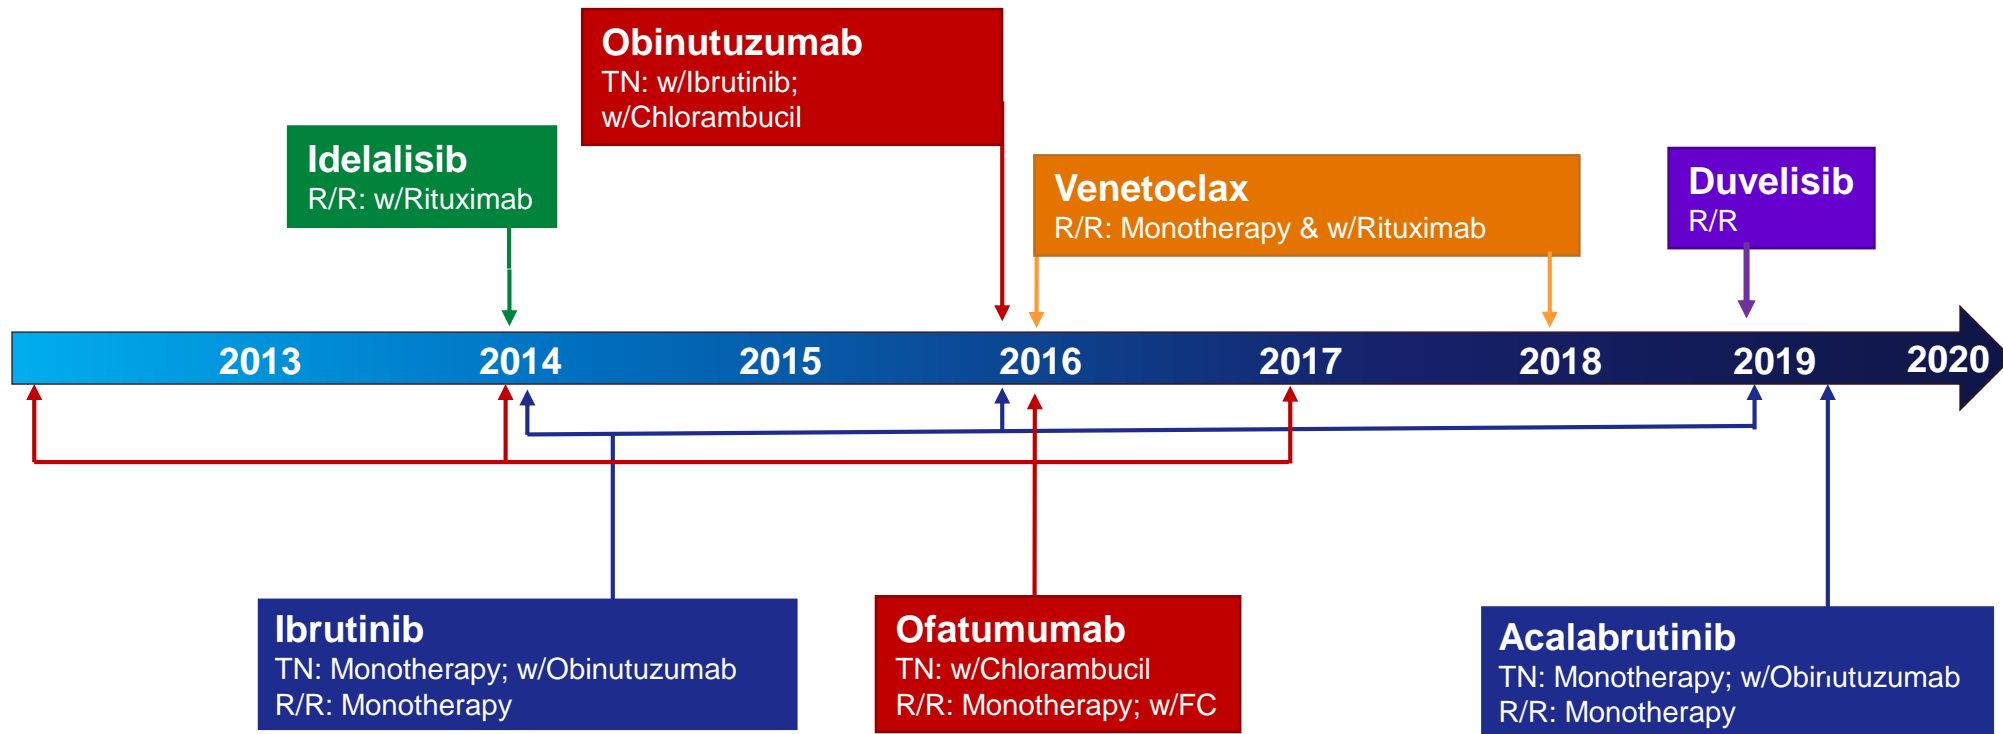 Obinutuzumab
TN: w/Ibrutinib;
w/Chlorambucil
Idelalisib
R/R: w/Rituximab
Venetoclax
R/R: Monotherapy & w/Rituximab
Duvelisib
R/R
2013 2014 2015 2016 2017 2018 2019 2020
Ibrutinib
TN: Monotherapy; w/Obinutuzumab
R/R: Monotherapy
Ofatumumab
TN: w/Chlorambucil
R/R: Monotherapy; w/FC
Acalabrutinib
TN: Monotherapy; w/Obinutuzumab
R/R: Monotherapy